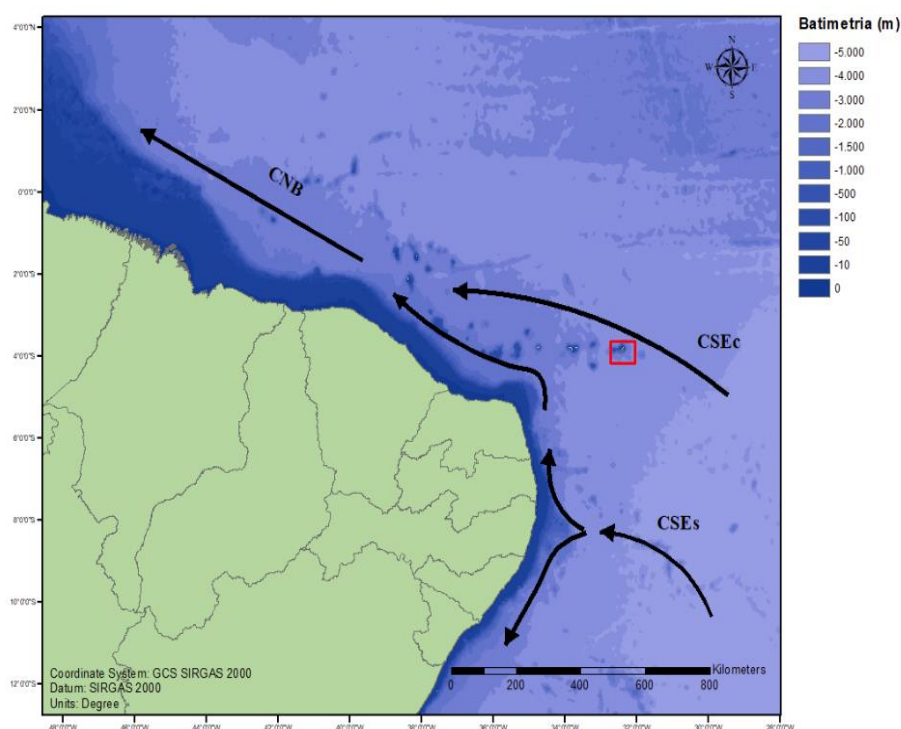 Batimetria (m)
-5.000
-4.000
-3.000
-2.000
-1.500
-1.000
-500
-100
-50
-10
0
N
W
E
S
4°0'0"N
2°0'0"N
2°0'0"S
4°0'0"S
6°0'0"S
8°0'0"S
10°0'0"S
12°0'0"S
CNB
CSEc
CSEs
Coordinate System: GCS SIRGAS 2000
Datum: SIRGAS 2000
Units: Degree
Kilometers
0 200 400 600 800